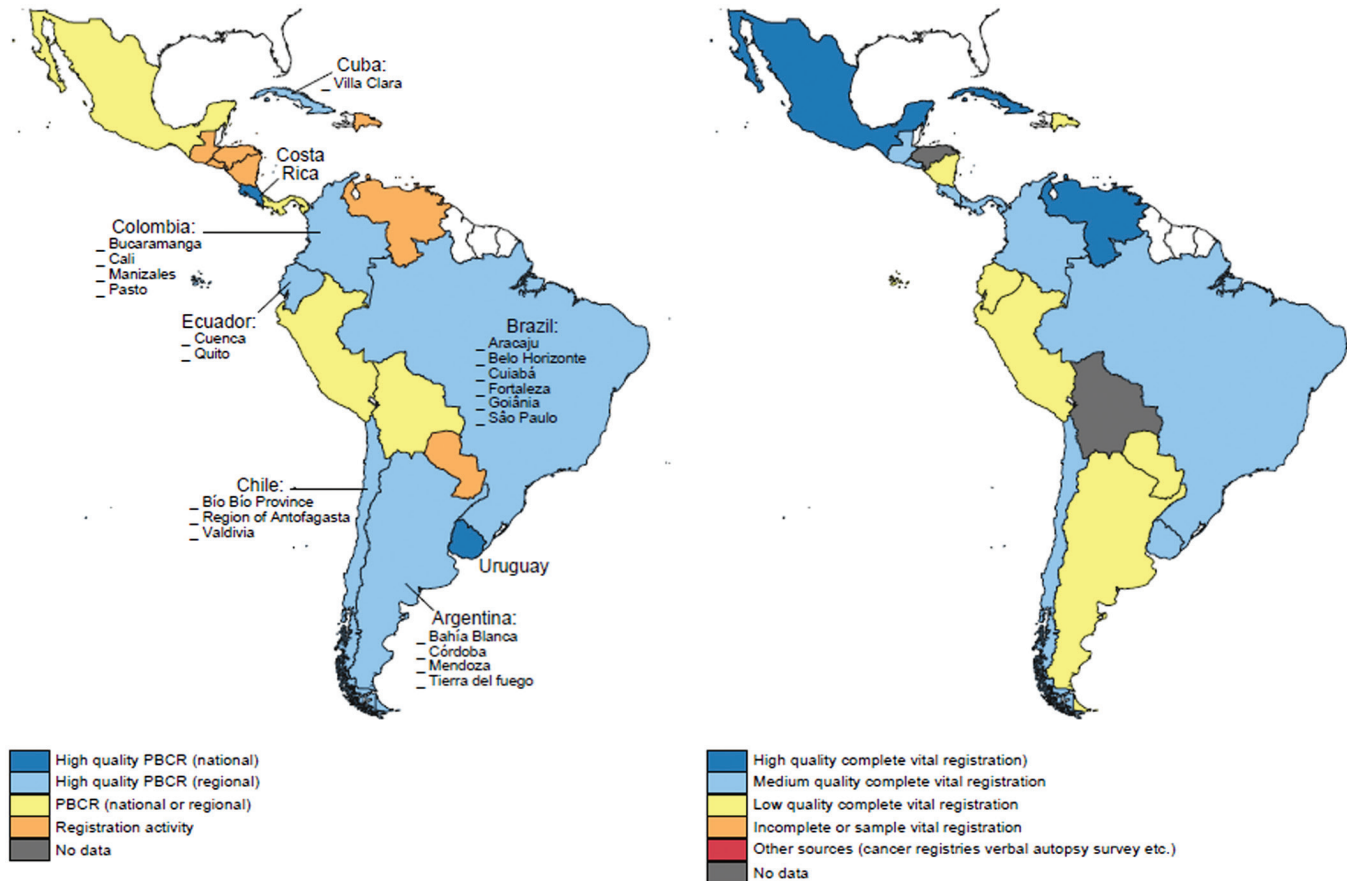 Cuba:
_ Villa Clara
Costa
Rica
Colombia:
_ Bucaramanga
_ Cali
_ Manizales
_ Pasto
Ecuador:
_ Cuenca
_ Quito
Brazil:
_ Aracaju
_ Belo Horizonte
_ Cuiabá
_ Fortaleza
_ Goiânia
_ Sâo Paulo
Chile:
_ Bío Bío Province
_ Region of Antofagasta
_ Valdivia
Uruguay
Argentina:
_ Bahía Blanca
_ Córdoba
_ Mendoza
_ Tierra del fuego
High quality PBCR (national)
High quality PBCR (regional)
PBCR (national or regional)
Registration activity
No data
High quality complete vital registration)
Medium quality complete vital registration
Low quality complete vital registration
Incomplete or sample vital registration
Other sources (cancer registries verbal autopsy survey etc.)
No data